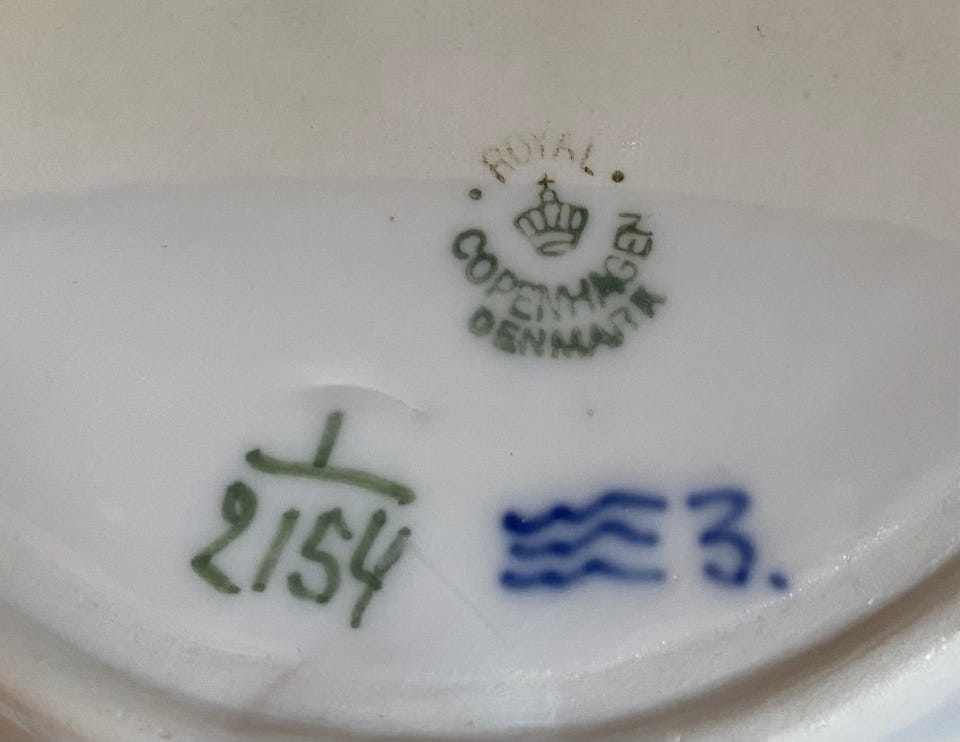 ROYAL
COPENHAGEN
DENMARK
1
2154
3.